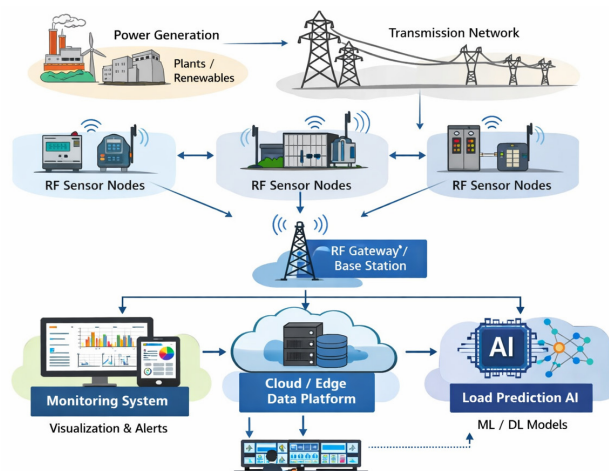 Power Generation
Transmission Network
Plants /
Renewables
RF Sensor Nodes
RF Sensor Nodes
RF Sensor Nodes
RF Gateway*/
Base Station
AI
Monitoring System
Cloud / Edge
Data Platform
Load Prediction AI
Visualization & Alerts
ML / DL Models